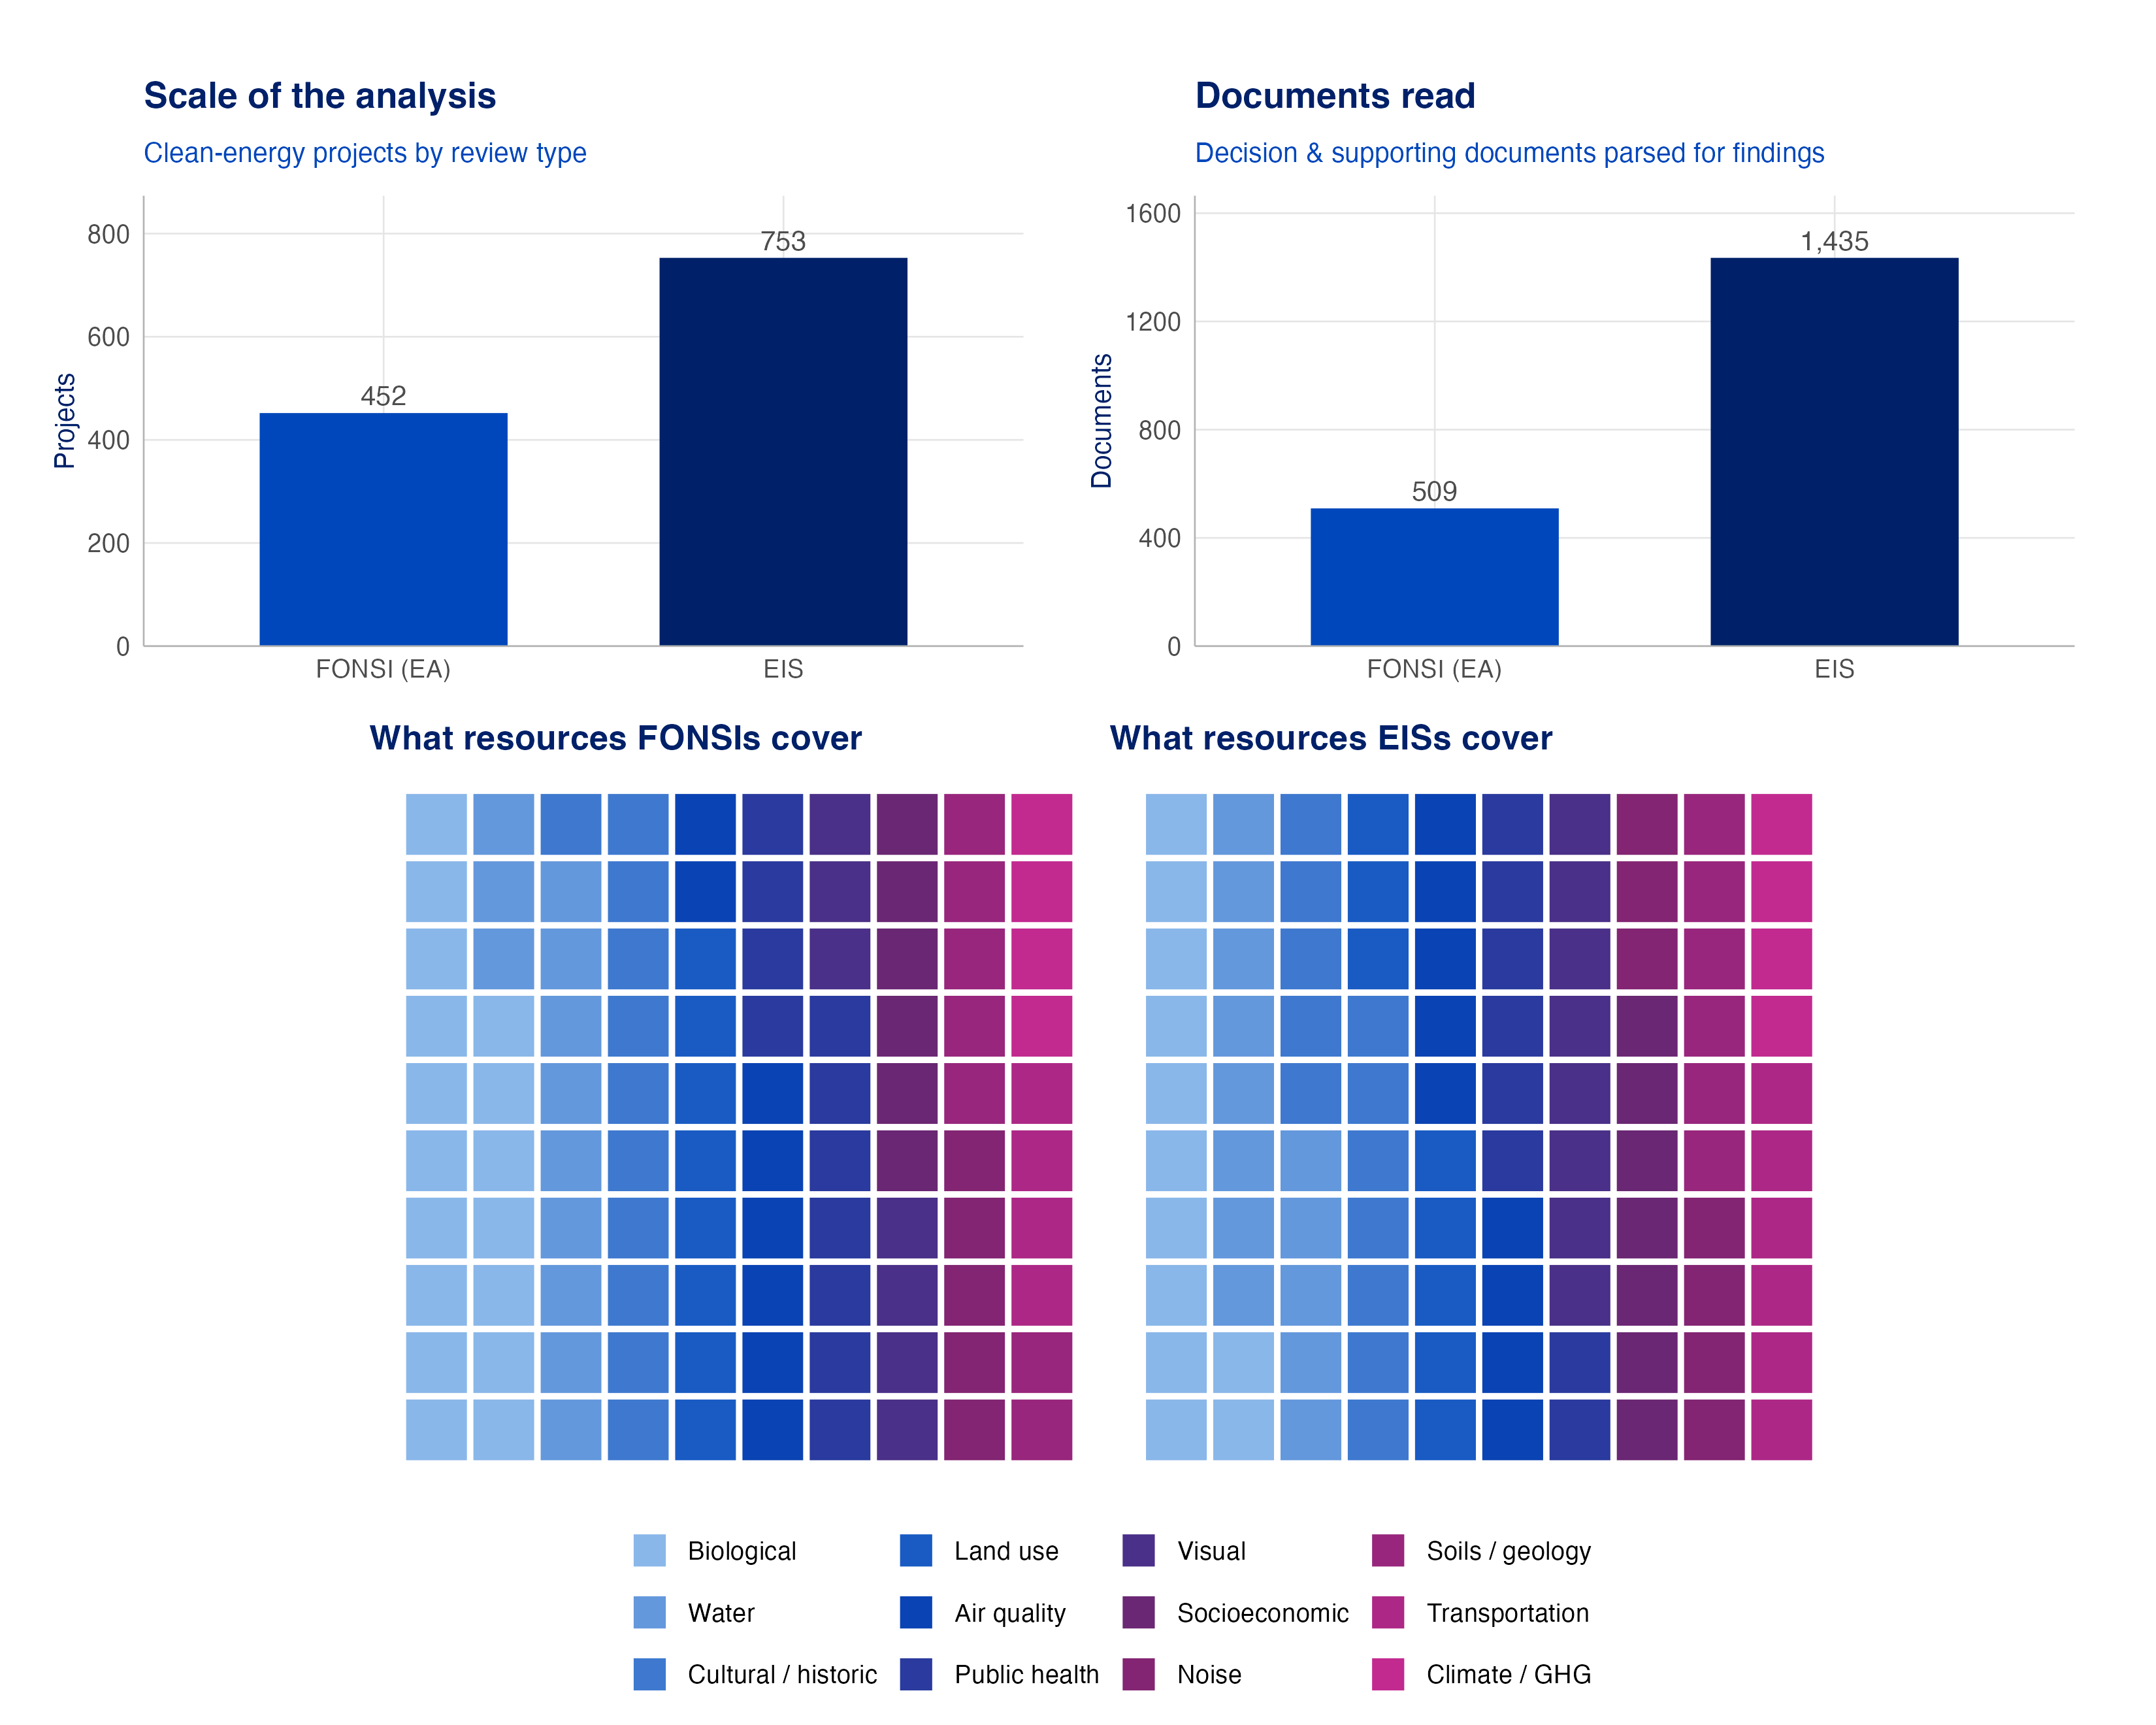 Scale of the analysis
Clean-energy projects by review type
Projects
800
600
400
200
0
452
753
FONSI (EA)
EIS
Documents read
Decision & supporting documents parsed for findings
Documents
1600
1200
800
400
0
509
1,435
FONSI (EA)
EIS
What resources FONSIs cover
What resources EISs cover
Biological
Water
Cultural / historic
Land use
Air quality
Public health
Visual
Socioeconomic
Noise
Soils / geology
Transportation
Climate / GHG